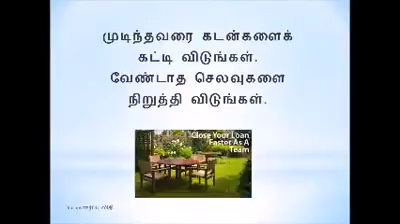 முடிந்தவரை கடன்களைக்
கட்டி விடுங்கள்.
வேண்டாத செலவுகளை
நிறுத்தி விடுங்கள்.
Close Your Loan
Faster As A
Team